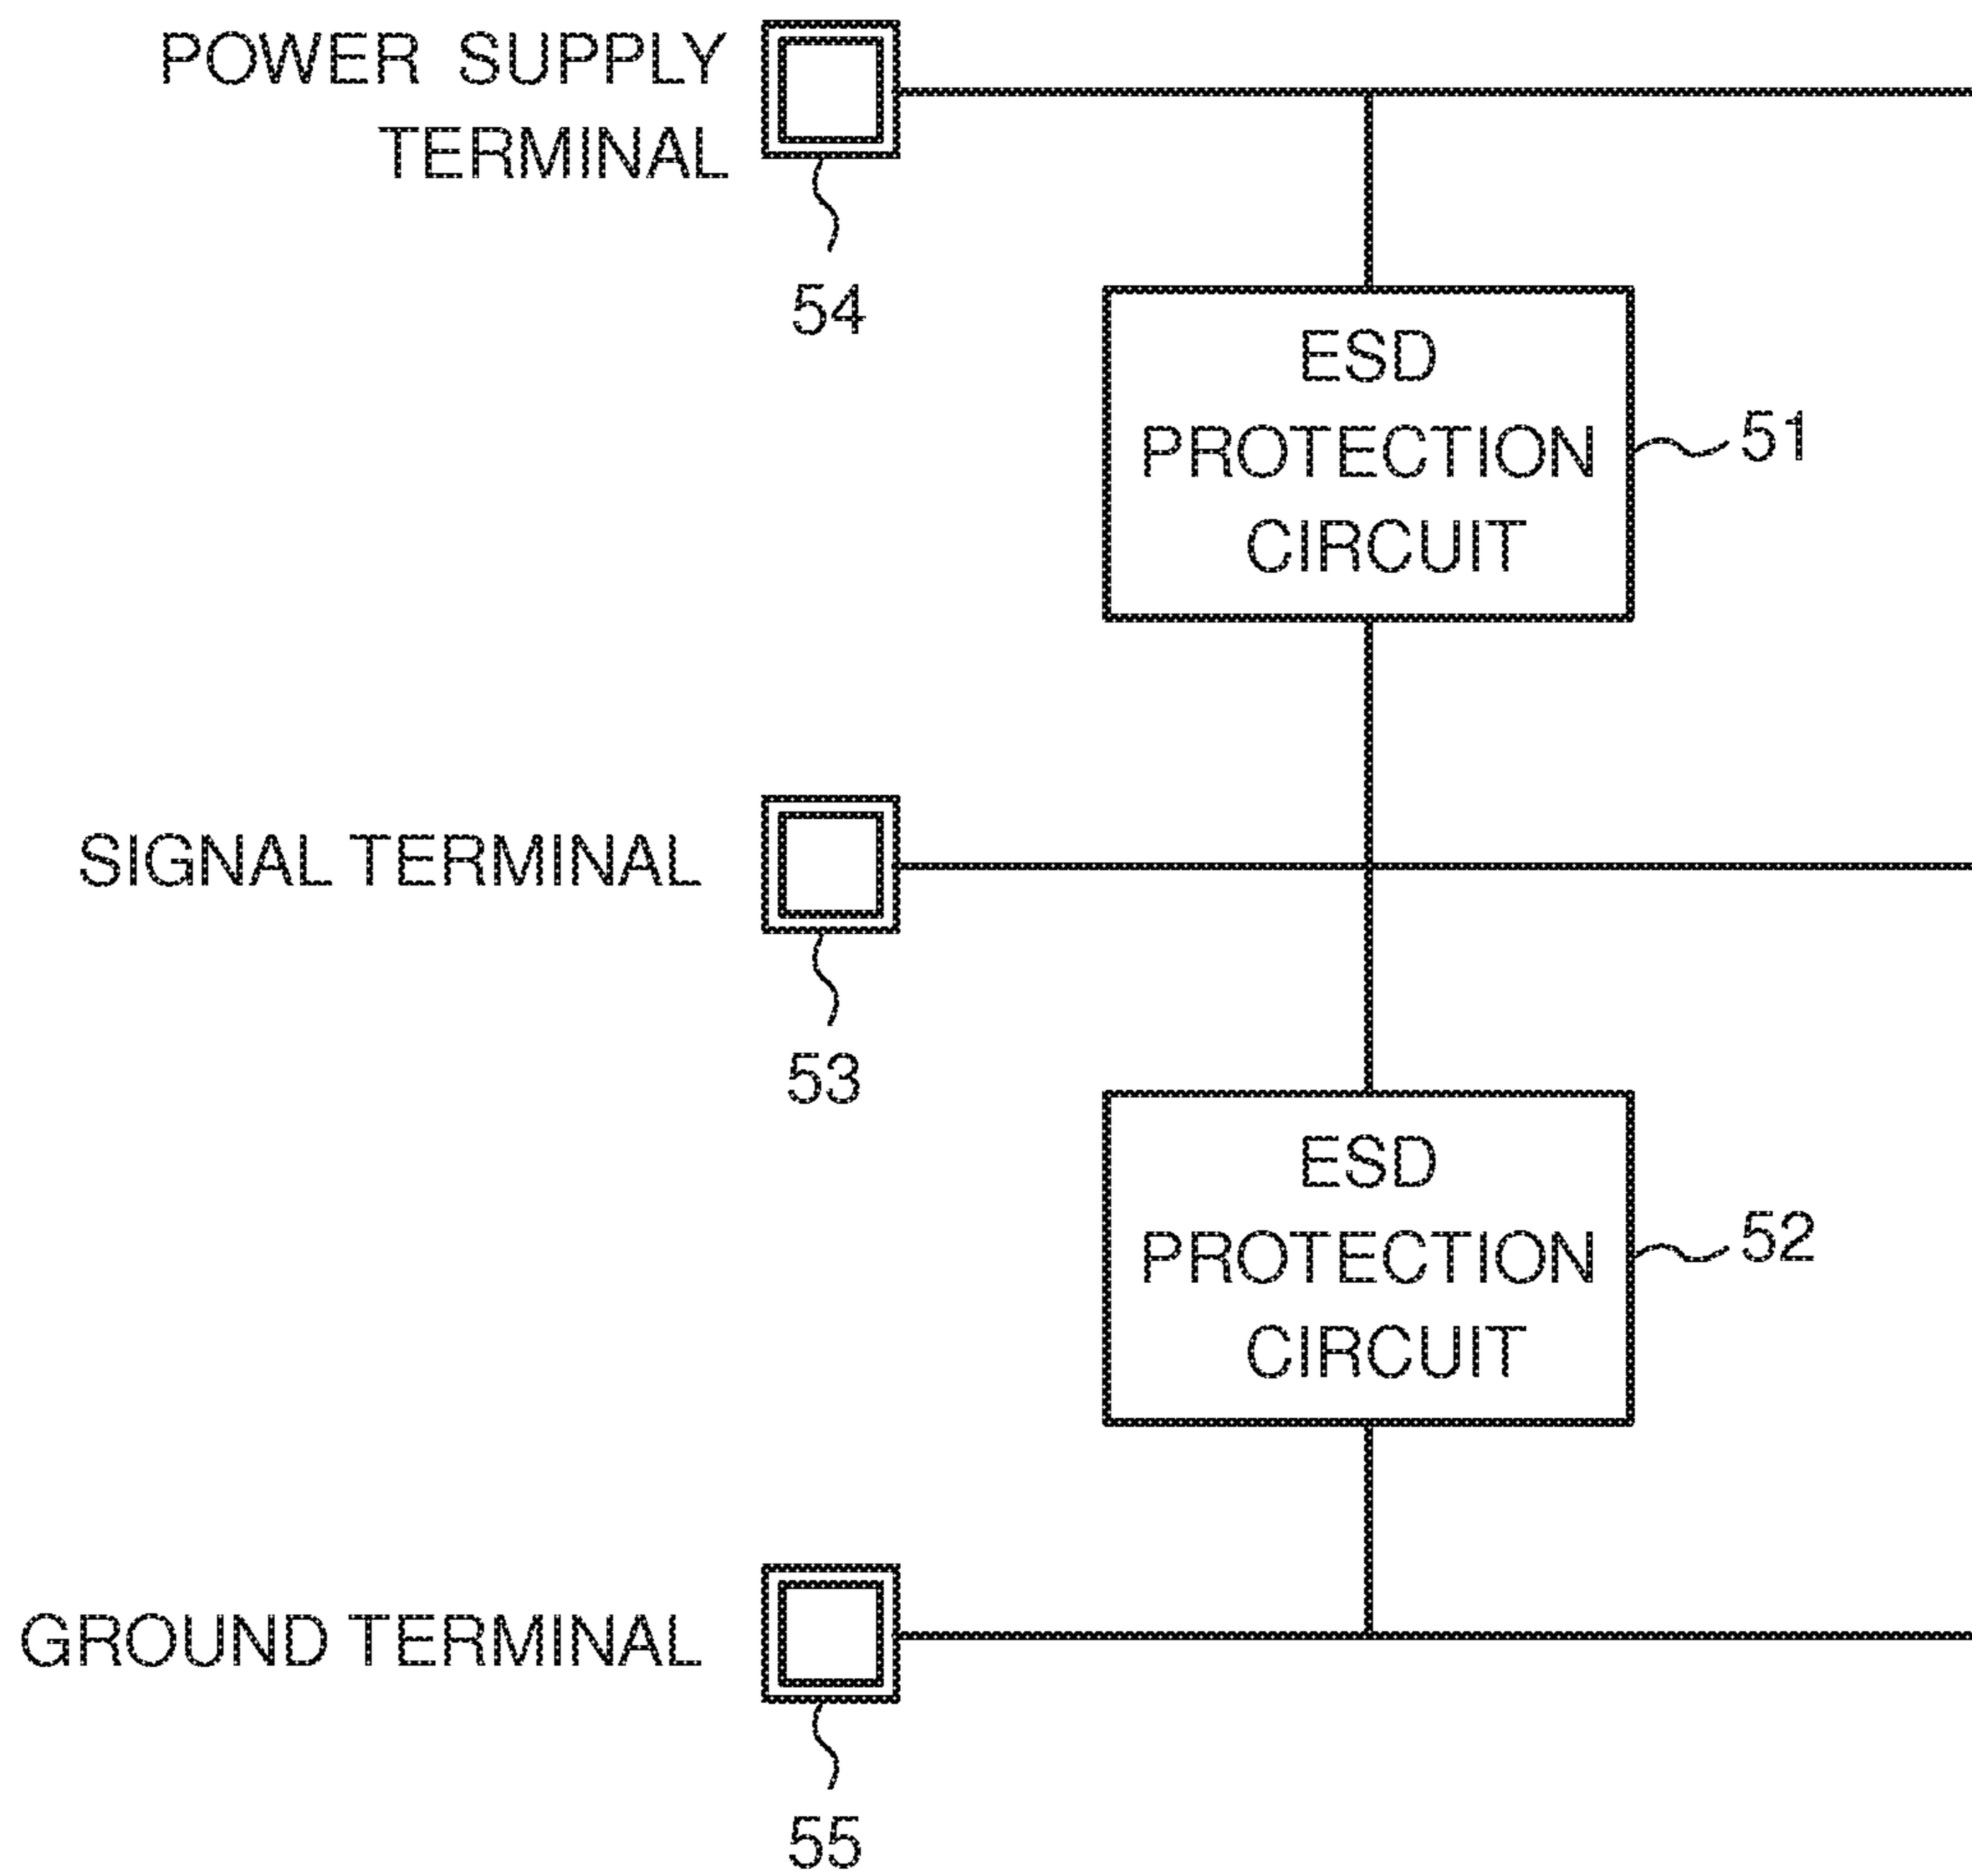 POWER SUPPLY
TERMINAL
54
ESD
PROTECTION
CIRCUIT
51
SIGNAL TERMINAL
53
ESD
PROTECTION
CIRCUIT
52
GROUND TERMINAL
55